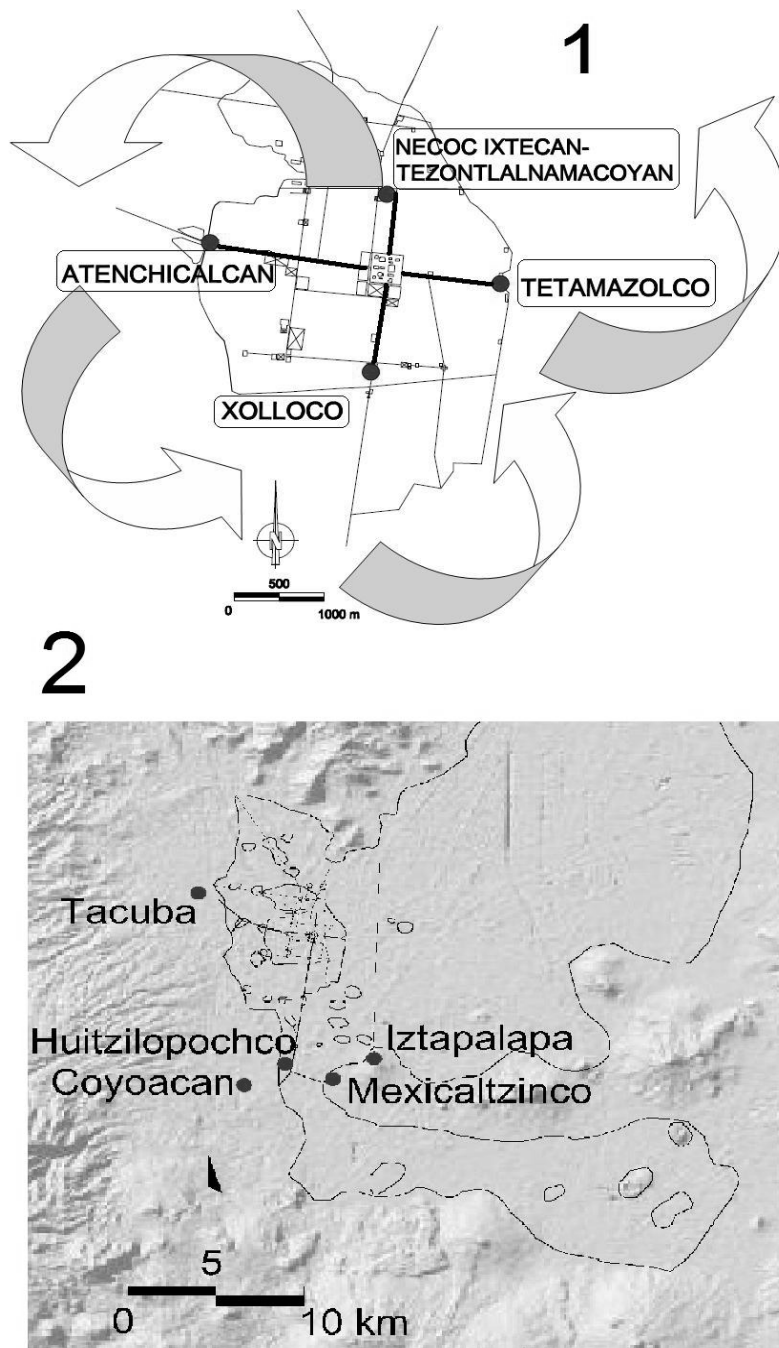 1
NECOC IXTECAN-
TEZONTLALNAMACOYAN
ATENCHICALCAN
TETAMAZOLCO
XOLLOCO
N
500
0
1000 m
2
Tacuba
Huitzilopochco
Iztapalapa
Coyoacan
Mexicaltzinco
5
0
10 km